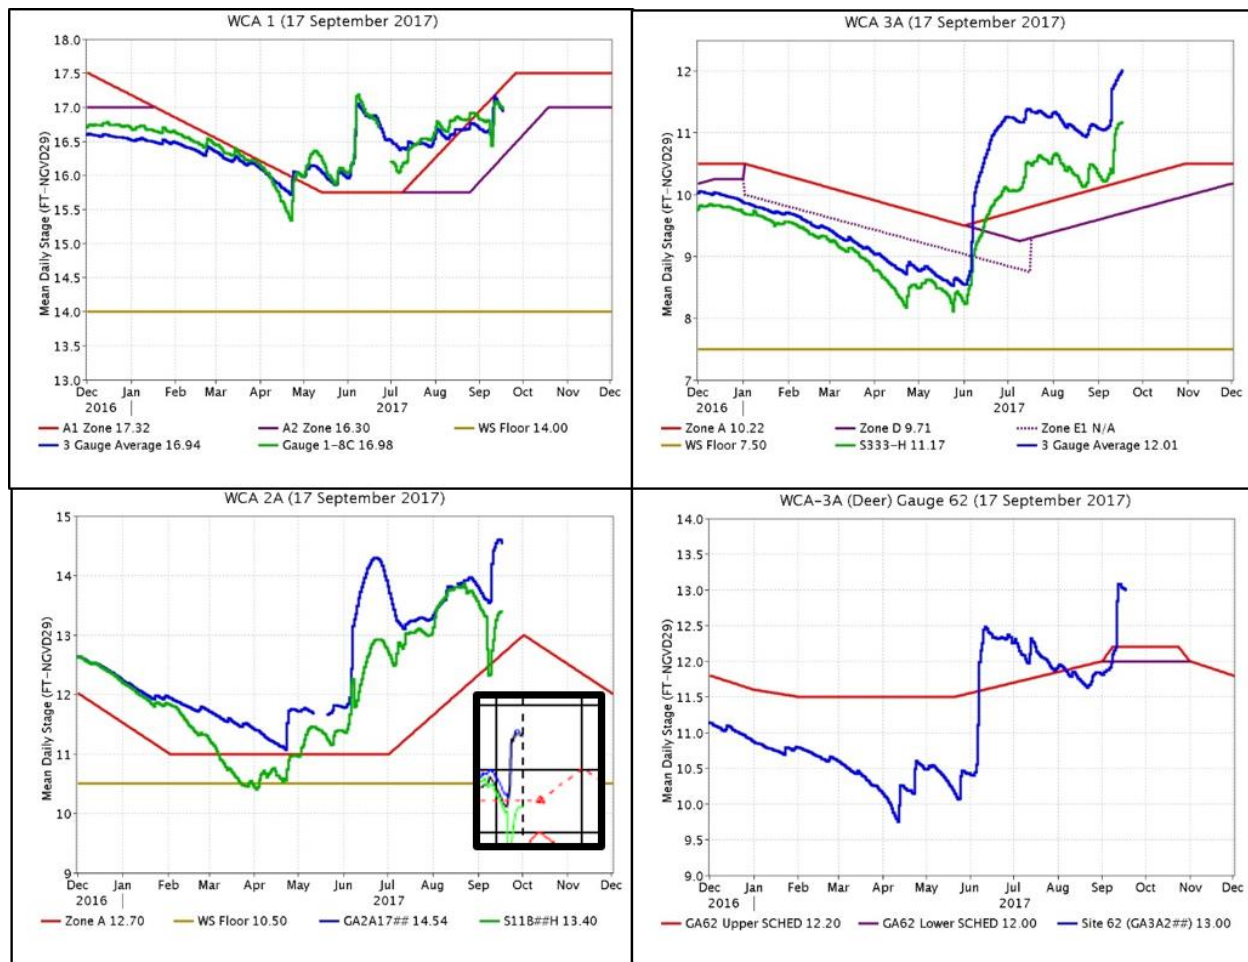 WCA 1 (17 September 2017)
Mean Daily Stage (FT-NGVD29)
18.0
17.5
17.0
16.5
16.0
15.5
15.0
14.5
14.0
13.5
13.0
Dec Jan Feb Mar Apr May Jun Jul Aug Sep Oct Nov Dec
2016 2017
A1 Zone 17.32 A2 Zone 16.30 WS Floor 14.00
3 Gauge Average 16.94 Gauge 1-8C 16.98
WCA 3A (17 September 2017)
Mean Daily Stage (FT-NGVD29)
12
11
10
9
8
7
Dec Jan Feb Mar Apr May Jun Jul Aug Sep Oct Nov Dec
2016 2017
Zone A 10.22 Zone D 9.71 Zone E1 N/A
WS Floor 7.50 S333-H 11.17 3 Gauge Average 12.01
WCA 2A (17 September 2017)
Mean Daily Stage (FT-NGVD29)
15
14
13
12
11
10
9
Dec Jan Feb Mar Apr May Jun Jul Aug Sep Oct Nov Dec
2016 2017
Zone A 12.70 WS Floor 10.50 GA2A17## 14.54 S11B##H 13.40
WCA-3A (Deer) Gauge 62 (17 September 2017)
Mean Daily Stage (FT-NGVD29)
14.0
13.5
13.0
12.5
12.0
11.5
11.0
10.5
10.0
9.5
9.0
Dec Jan Feb Mar Apr May Jun Jul Aug Sep Oct Nov Dec
2016 2017
GA62 Upper SCHED 12.20 GA62 Lower SCHED 12.00 Site 62 (GA3A2##) 13.00